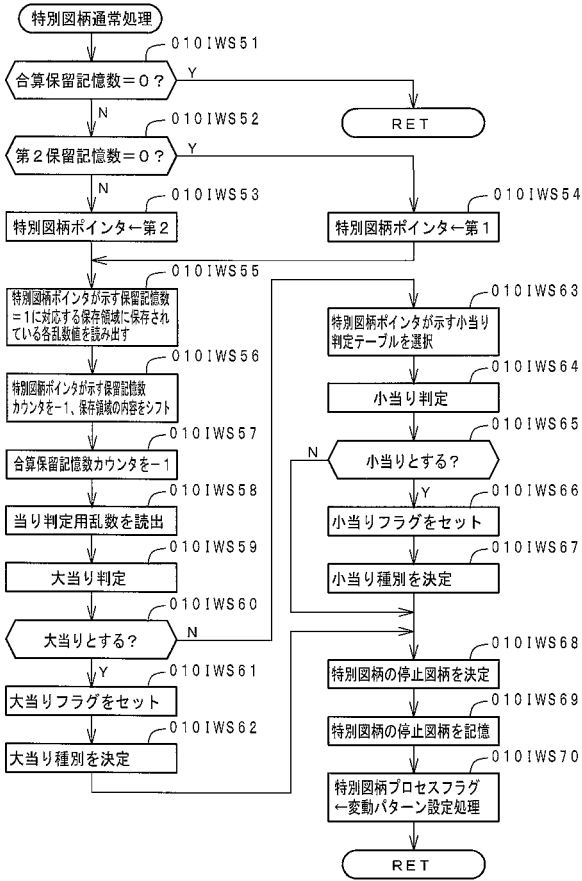 特別図柄通常処理
010IWS51
合算保留記憶数=0?
Y
N
RET
010IWS52
第2保留記憶数=0?
Y
N
010IWS53
特別図柄ポインタ←第2
010IWS54
特別図柄ポインタ←第1
010IWS55
特別図柄ポインタが示す保留記憶数
=1に対応する保存領域に保存され
ている各乱数値を読み出す
010IWS56
特別図柄ポインタが示す保留記憶数
カウンタを-1、保存領域の内容をシフト
010IWS57
合算保留記憶数カウンタを-1
010IWS58
当り判定用乱数を読出
010IWS59
大当り判定
010IWS60
大当りとする?
N
Y
010IWS61
大当りフラグをセット
010IWS62
大当り種別を決定
010IWS63
特別図柄ポインタが示す小当り
判定テーブルを選択
010IWS64
小当り判定
010IWS65
小当りとする?
N
Y
010IWS66
小当りフラグをセット
010IWS67
小当り種別を決定
010IWS68
特別図柄の停止図柄を決定
010IWS69
特別図柄の停止図柄を記憶
010IWS70
特別図柄プロセスフラグ
←変動パターン設定処理
RET